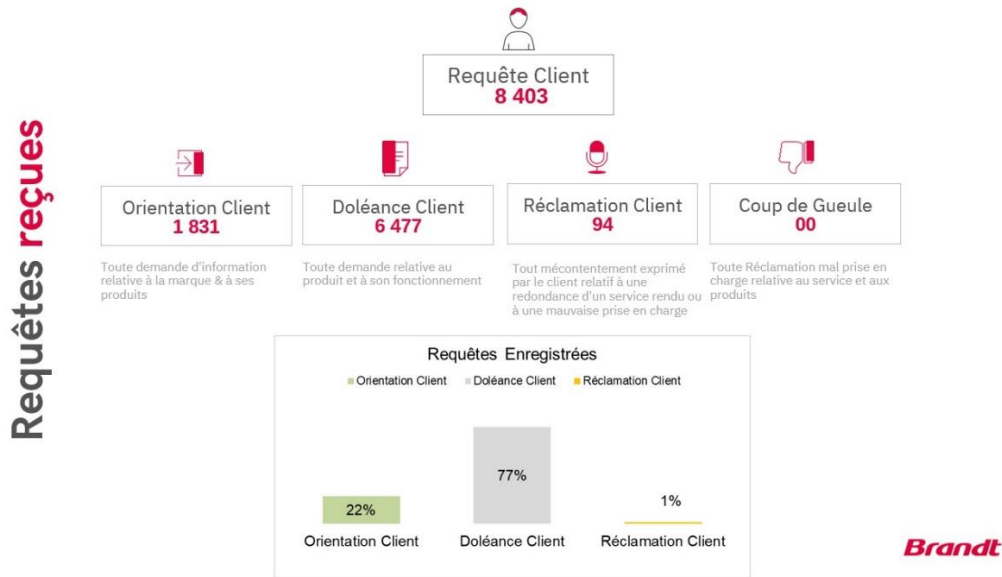 Requêtes reçues
Requête Client
8 403
Orientation Client
1 831
Toute demande d'information
relative à la marque & à ses
produits
Doléance Client
6 477
Toute demande relative au
produit et à son fonctionnement
Réclamation Client
94
Tout mécontentement exprimé
par le client relatif à une
redondance d'un service rendu ou
à une mauvaise prise en charge
Coup de Gueule
00
Toute Réclamation mal prise en
charge relative au service et aux
produits
Requêtes Enregistrées
Orientation Client Doléance Client Réclamation Client
22%
77%
1%
Orientation Client Doléance Client Réclamation Client
Brandt